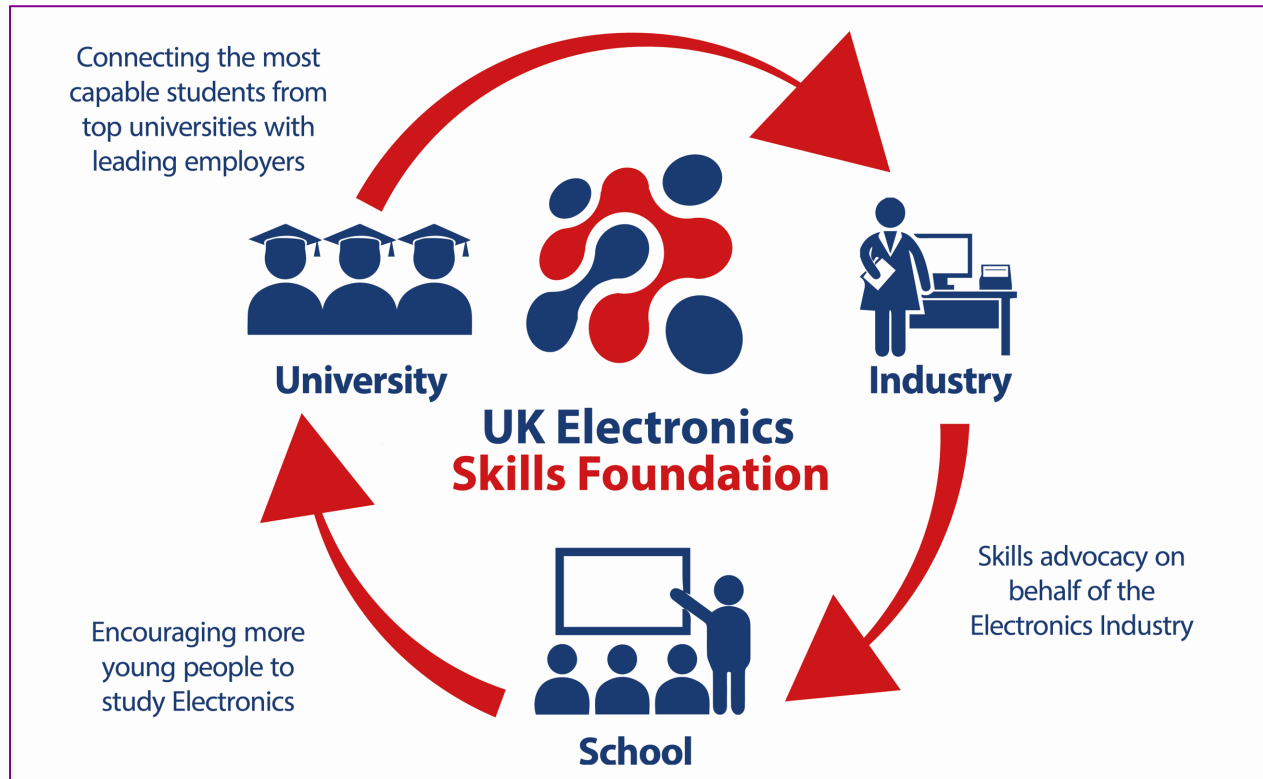 Connecting the most
capable students from
top universities with
leading employers
University
Industry
UK Electronics
Skills Foundation
Skills advocacy on
behalf of the
Electronics Industry
Encouraging more
young people to
study Electronics
School